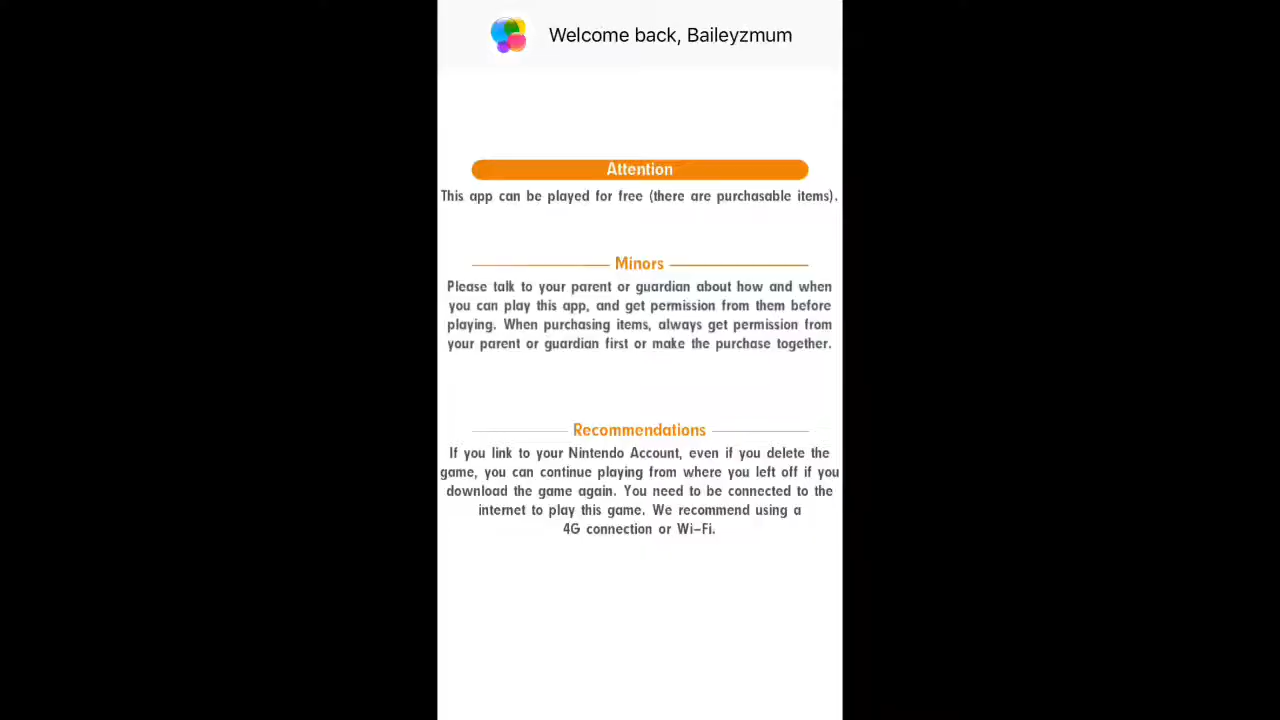 Welcome back, Baileyzmum
Attention
This app can be played for free (there are purchasable items).
Minors
Please talk to your parent or guardian about how and when
you can play this app, and get permission from them before
playing. When purchasing items, always get permission from
your parent or guardian first or make the purchase together.
Recommendations
If you link to your Nintendo Account, even if you delete the
game, you can continue playing from where you left off if you
download the game again. You need to be connected to the
internet to play this game. We recommend using a
4G connection or Wi-Fi.